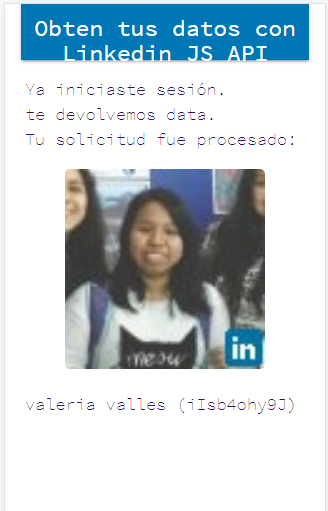 Obten tus datos con
Linkedin JS API
Ya iniciaste sesión.
te devolvemos data.
Tu solicitud fue procesado:
meow
in
valeria valles (iIsb4ohy9J)